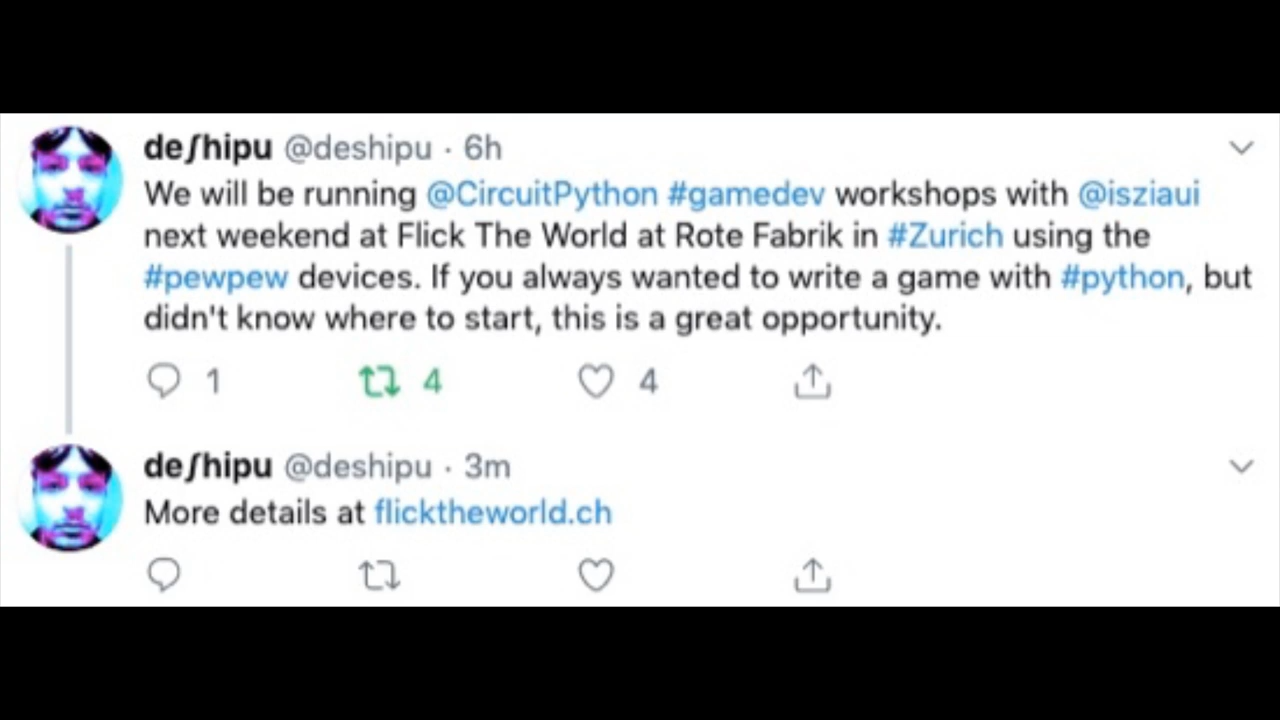 de∫hipu @deshipu · 6h
We will be running @CircuitPython #gamedev workshops with @isziaui
next weekend at Flick The World at Rote Fabrik in #Zurich using the
#pewpew devices. If you always wanted to write a game with #python, but
didn't know where to start, this is a great opportunity.
1 4 4
de∫hipu @deshipu · 3m
More details at flicktheworld.ch